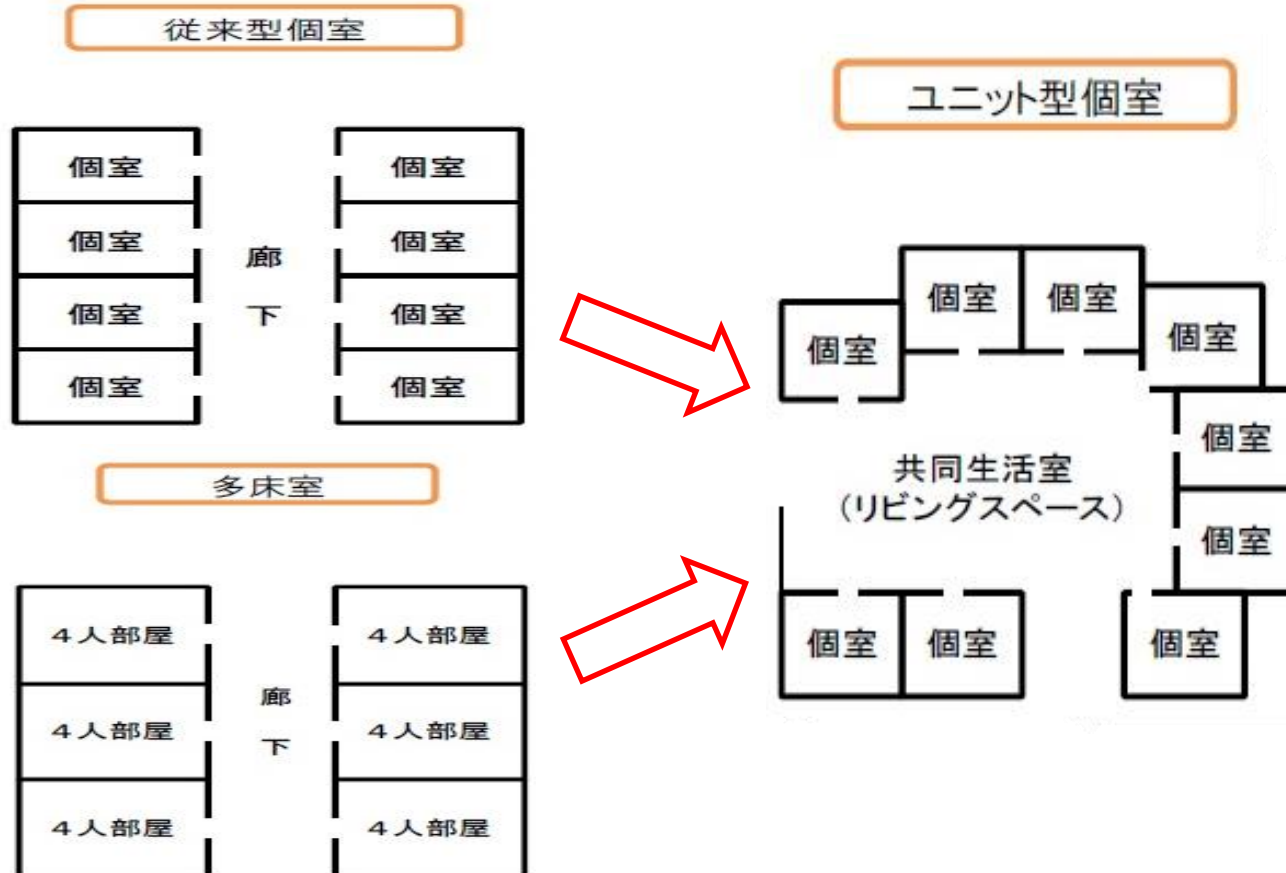 従来型個室
個室
個室
個室
個室
廊
下
個室
個室
個室
個室
多床室
4人部屋
4人部屋
4人部屋
廊
下
4人部屋
4人部屋
4人部屋
ユニット型個室
個室
個室
個室
個室
個室
個室
共同生活室
（リビングスペース）
個室
個室
個室